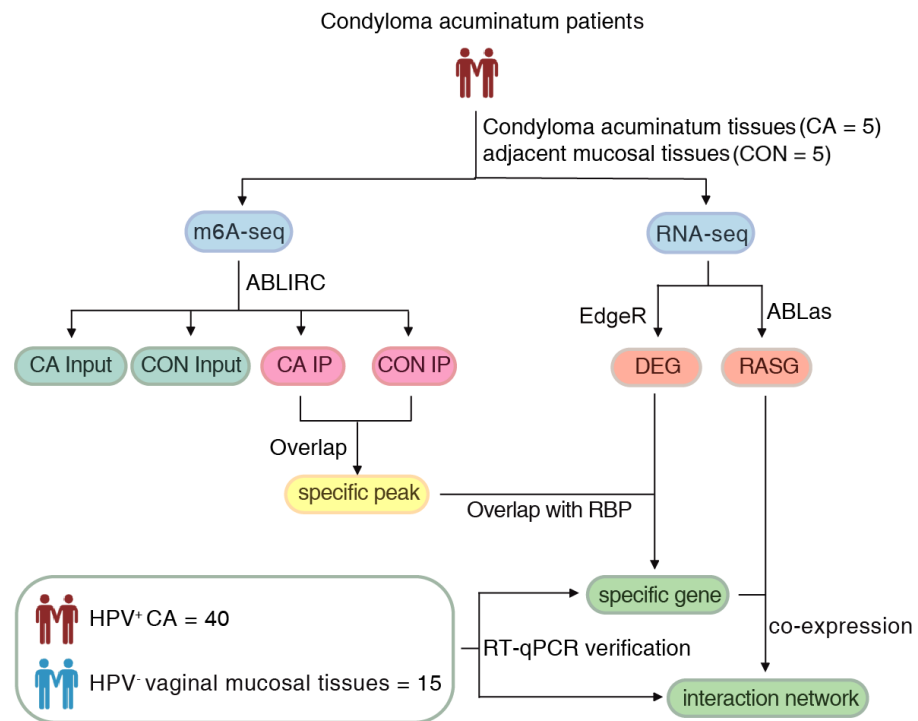 Condyloma acuminatum patients
Condyloma acuminatum tissues (CA = 5)
adjacent mucosal tissues (CON = 5)
m6A-seq
RNA-seq
ABLIRC
EdgeR
ABLas
CA Input
CON Input
CA IP
CON IP
DEG
RASG
Overlap
specific peak
Overlap with RBP
specific gene
HPV⁺ CA = 40
RT-qPCR verification
co-expression
HPV⁻ vaginal mucosal tissues = 15
interaction network